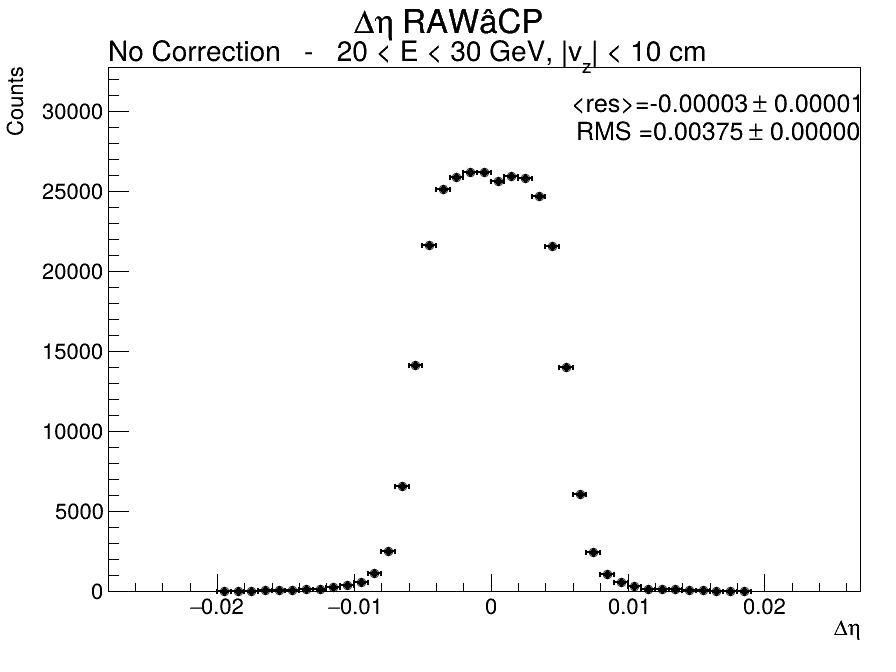 Δη RAWâCP
No Correction - 20 < E < 30 GeV, |v_z| < 10 cm
Counts
<res>=-0.00003 ± 0.00001
RMS =0.00375 ± 0.00000
30000
25000
20000
15000
10000
5000
0
−0.02 −0.01 0 0.01 0.02
Δη